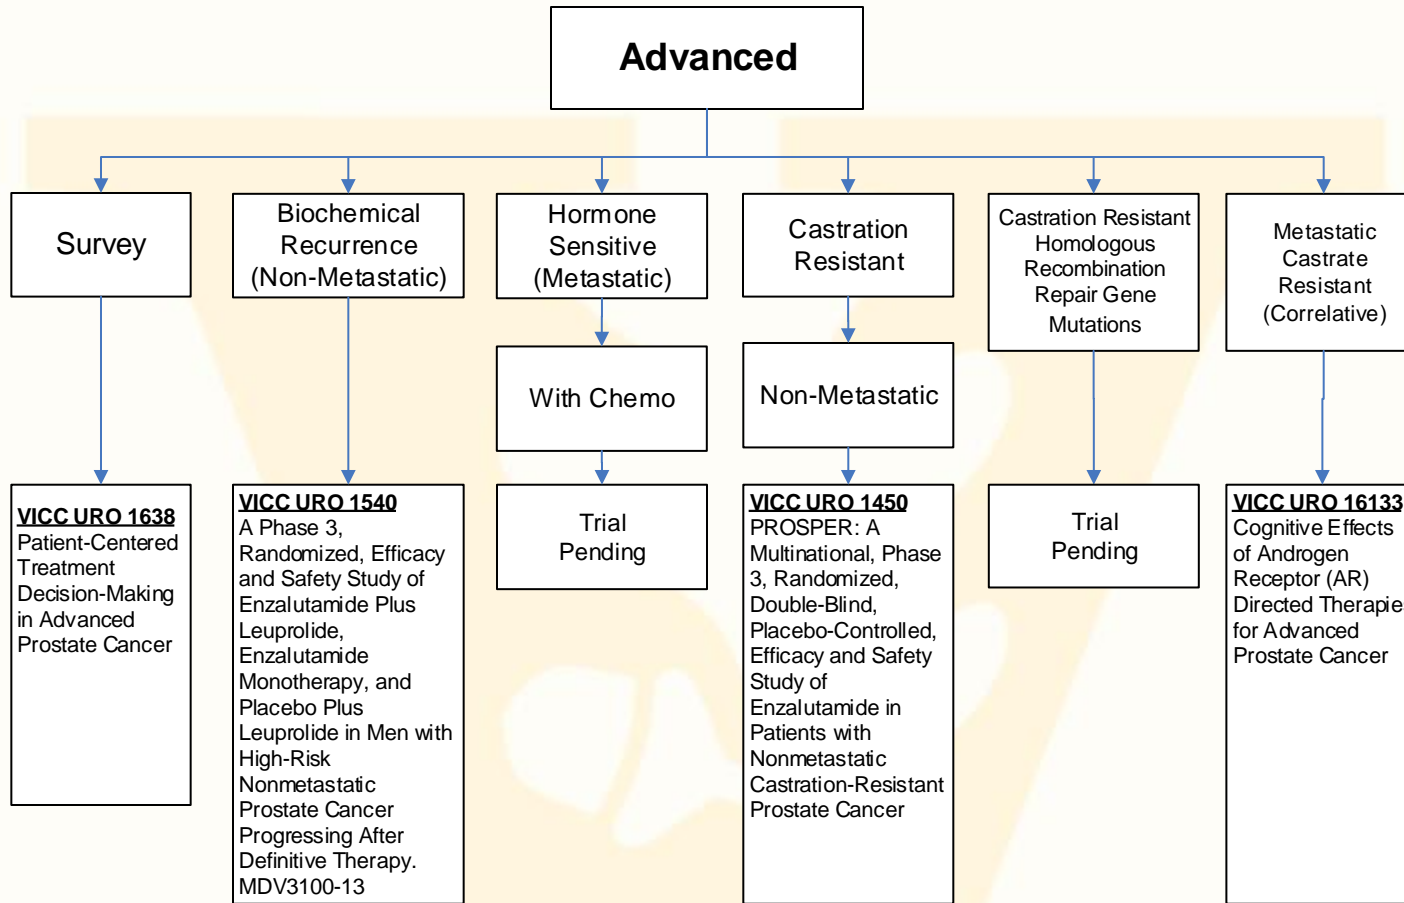 Advanced
Survey
Biochemical
Recurrence
(Non-Metastatic)
Hormone
Sensitive
(Metastatic)
Castration
Resistant
Castration Resistant
Homologous
Recombination
Repair Gene
Mutations
Metastatic
Castrate
Resistant
(Correlative)
With Chemo
Non-Metastatic
VICC URO 1638
Patient-Centered
Treatment
Decision-Making
in Advanced
Prostate Cancer
VICC URO 1540
A Phase 3,
Randomized, Efficacy
and Safety Study of
Enzalutamide Plus
Leuprolide,
Enzalutamide
Monotherapy, and
Placebo Plus
Leuprolide in Men with
High-Risk
Nonmetastatic
Prostate Cancer
Progressing After
Definitive Therapy.
MDV3100-13
Trial
Pending
VICC URO 1450
PROSPER: A
Multinational, Phase
3, Randomized,
Double-Blind,
Placebo-Controlled,
Efficacy and Safety
Study of
Enzalutamide in
Patients with
Nonmetastatic
Castration-Resistant
Prostate Cancer
Trial
Pending
VICC URO 16133
Cognitive Effects
of Androgen
Receptor (AR)
Directed Therapies
for Advanced
Prostate Cancer